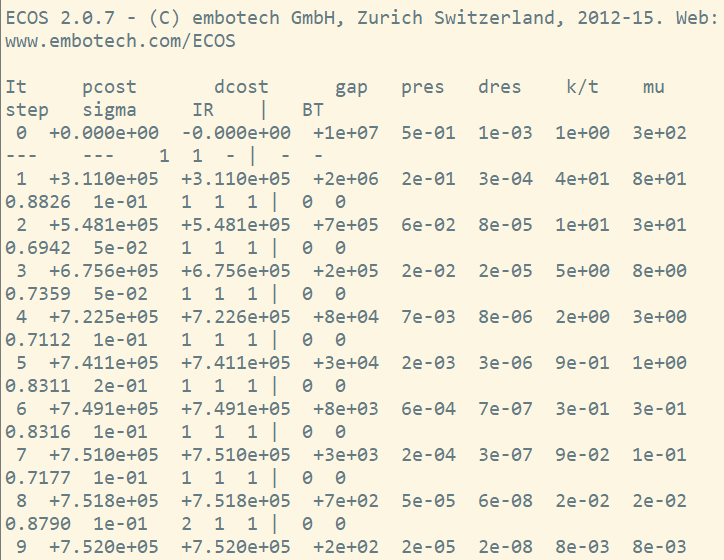 ECOS 2.0.7 - (C) embotech GmbH, Zurich Switzerland, 2012-15. Web:
www.embotech.com/ECOS
It     pcost       dcost      gap   pres   dres    k/t    mu
step   sigma     IR    |   BT
0  +0.000e+00  -0.000e+00  +1e+07  5e-01  1e-03  1e+00  3e+02
---    ---    1  1  - |  -  -
1  +3.110e+05  +3.110e+05  +2e+06  2e-01  3e-04  4e+01  8e+01
0.8826  1e-01   1  1  1 |  0  0
2  +5.481e+05  +5.481e+05  +7e+05  6e-02  8e-05  1e+01  3e+01
0.6942  5e-02   1  1  1 |  0  0
3  +6.756e+05  +6.756e+05  +2e+05  2e-02  2e-05  5e+00  8e+00
0.7359  5e-02   1  1  1 |  0  0
4  +7.225e+05  +7.226e+05  +8e+04  7e-03  8e-06  2e+00  3e+00
0.7112  1e-01   1  1  1 |  0  0
5  +7.411e+05  +7.411e+05  +3e+04  2e-03  3e-06  9e-01  1e+00
0.8311  2e-01   1  1  1 |  0  0
6  +7.491e+05  +7.491e+05  +8e+03  6e-04  7e-07  3e-01  3e-01
0.8316  1e-01   1  1  1 |  0  0
7  +7.510e+05  +7.510e+05  +3e+03  2e-04  3e-07  9e-02  1e-01
0.7177  1e-01   1  1  1 |  0  0
8  +7.518e+05  +7.518e+05  +7e+02  5e-05  6e-08  2e-02  2e-02
0.8790  1e-01   2  1  1 |  0  0
9  +7.520e+05  +7.520e+05  +2e+02  2e-05  2e-08  8e-03  8e-03